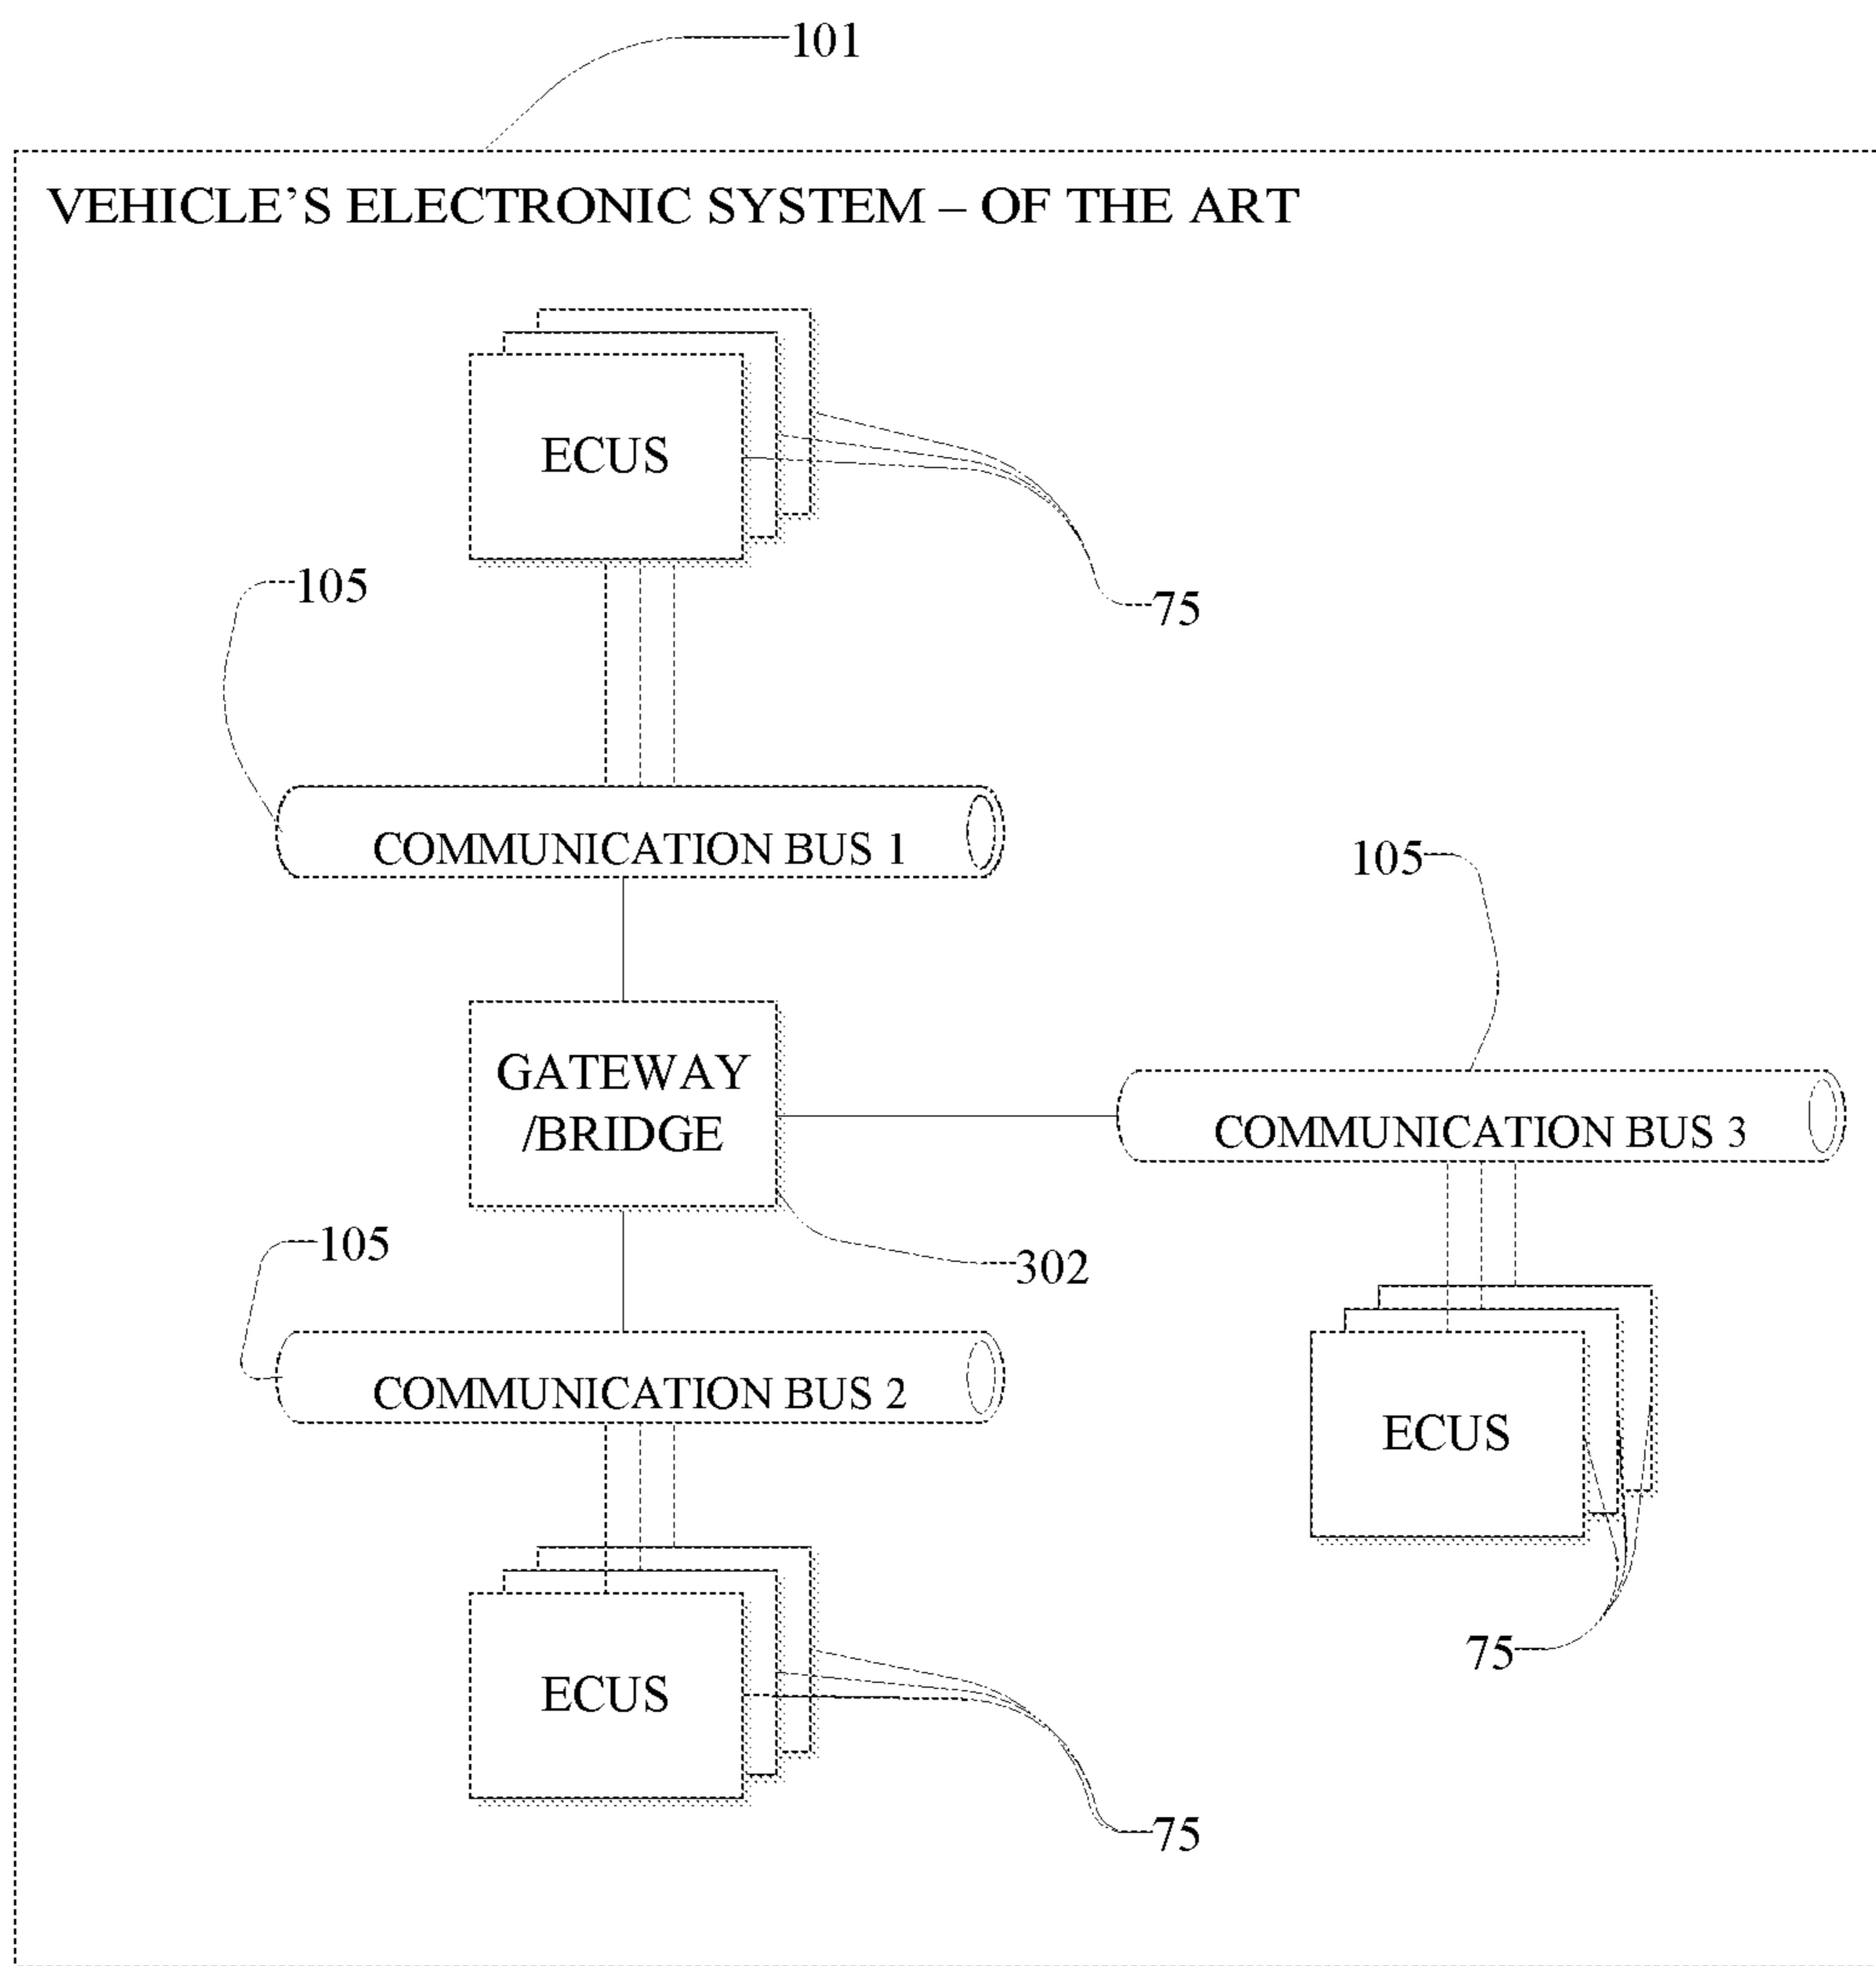 101
VEHICLE'S ELECTRONIC SYSTEM – OF THE ART
ECUS
105
75
COMMUNICATION BUS 1
105
GATEWAY
/BRIDGE
COMMUNICATION BUS 3
105
302
COMMUNICATION BUS 2
ECUS
75
ECUS
75